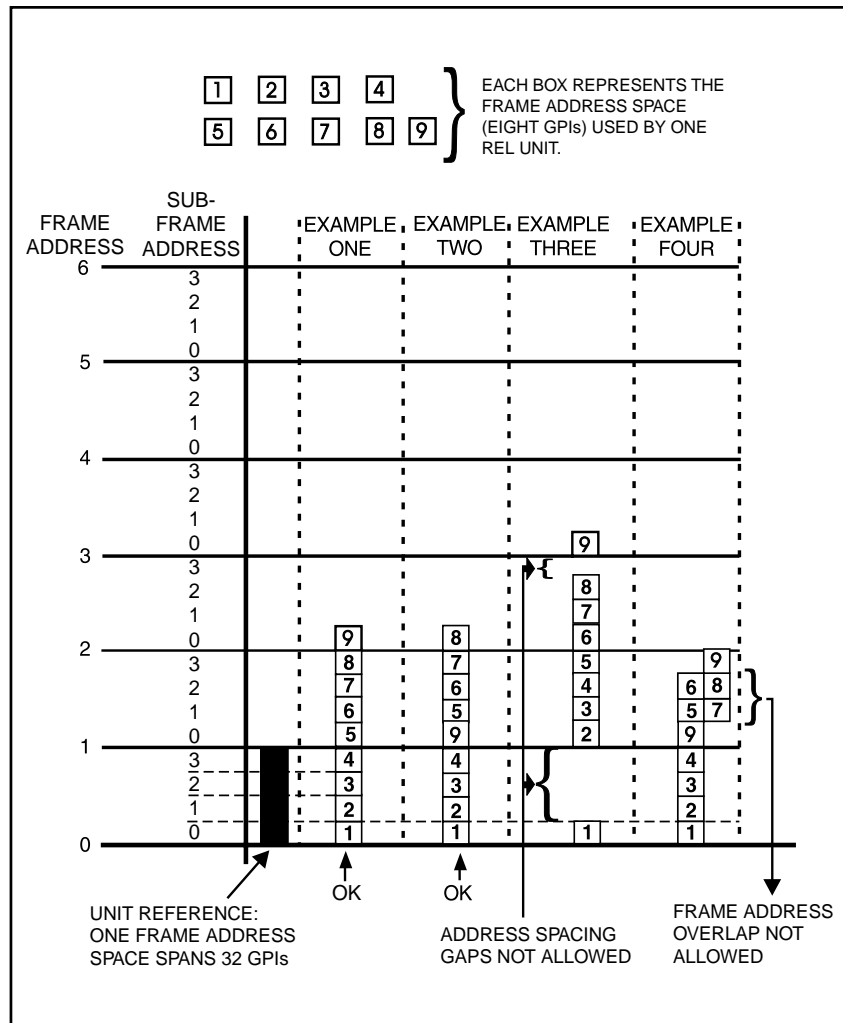 1 2 3 4
5 6 7 8 9
EACH BOX REPRESENTS THE
FRAME ADDRESS SPACE
(EIGHT GPIs) USED BY ONE
REL UNIT.
FRAME
ADDRESS
SUB-
FRAME
ADDRESS
EXAMPLE
ONE
EXAMPLE
TWO
EXAMPLE
THREE
EXAMPLE
FOUR
6
3
2
1
0
5
3
2
1
0
4
3
2
1
0 9
3
3
2 8
1 7
0 9 8 6
2
3 8 7 5 9
2 7 6 4 6 8
1 6 5 3 5 7
0 5 9 2 9
1
3 4 4 4
2 3 3 3
1 2 2 2
0 1 1 1 1
0
OK
OK
UNIT REFERENCE:
ONE FRAME ADDRESS
SPACE SPANS 32 GPIs
ADDRESS SPACING
GAPS NOT ALLOWED
FRAME ADDRESS
OVERLAP NOT
ALLOWED